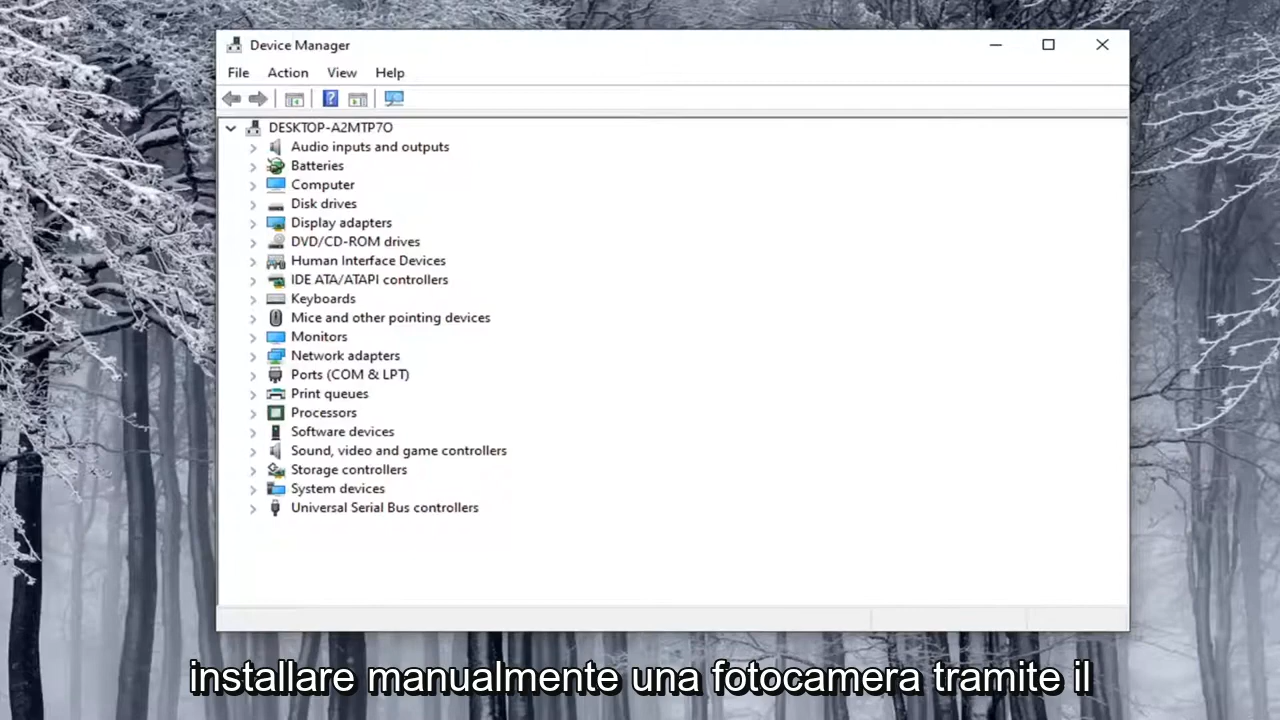 Device Manager
File Action View Help
DESKTOP-A2MTP7O
Audio inputs and outputs
Batteries
Computer
Disk drives
Display adapters
DVD/CD-ROM drives
Human Interface Devices
IDE ATA/ATAPI controllers
Keyboards
Mice and other pointing devices
Monitors
Network adapters
Ports (COM & LPT)
Print queues
Processors
Software devices
Sound, video and game controllers
Storage controllers
System devices
Universal Serial Bus controllers
installare manualmente una fotocamera tramite il